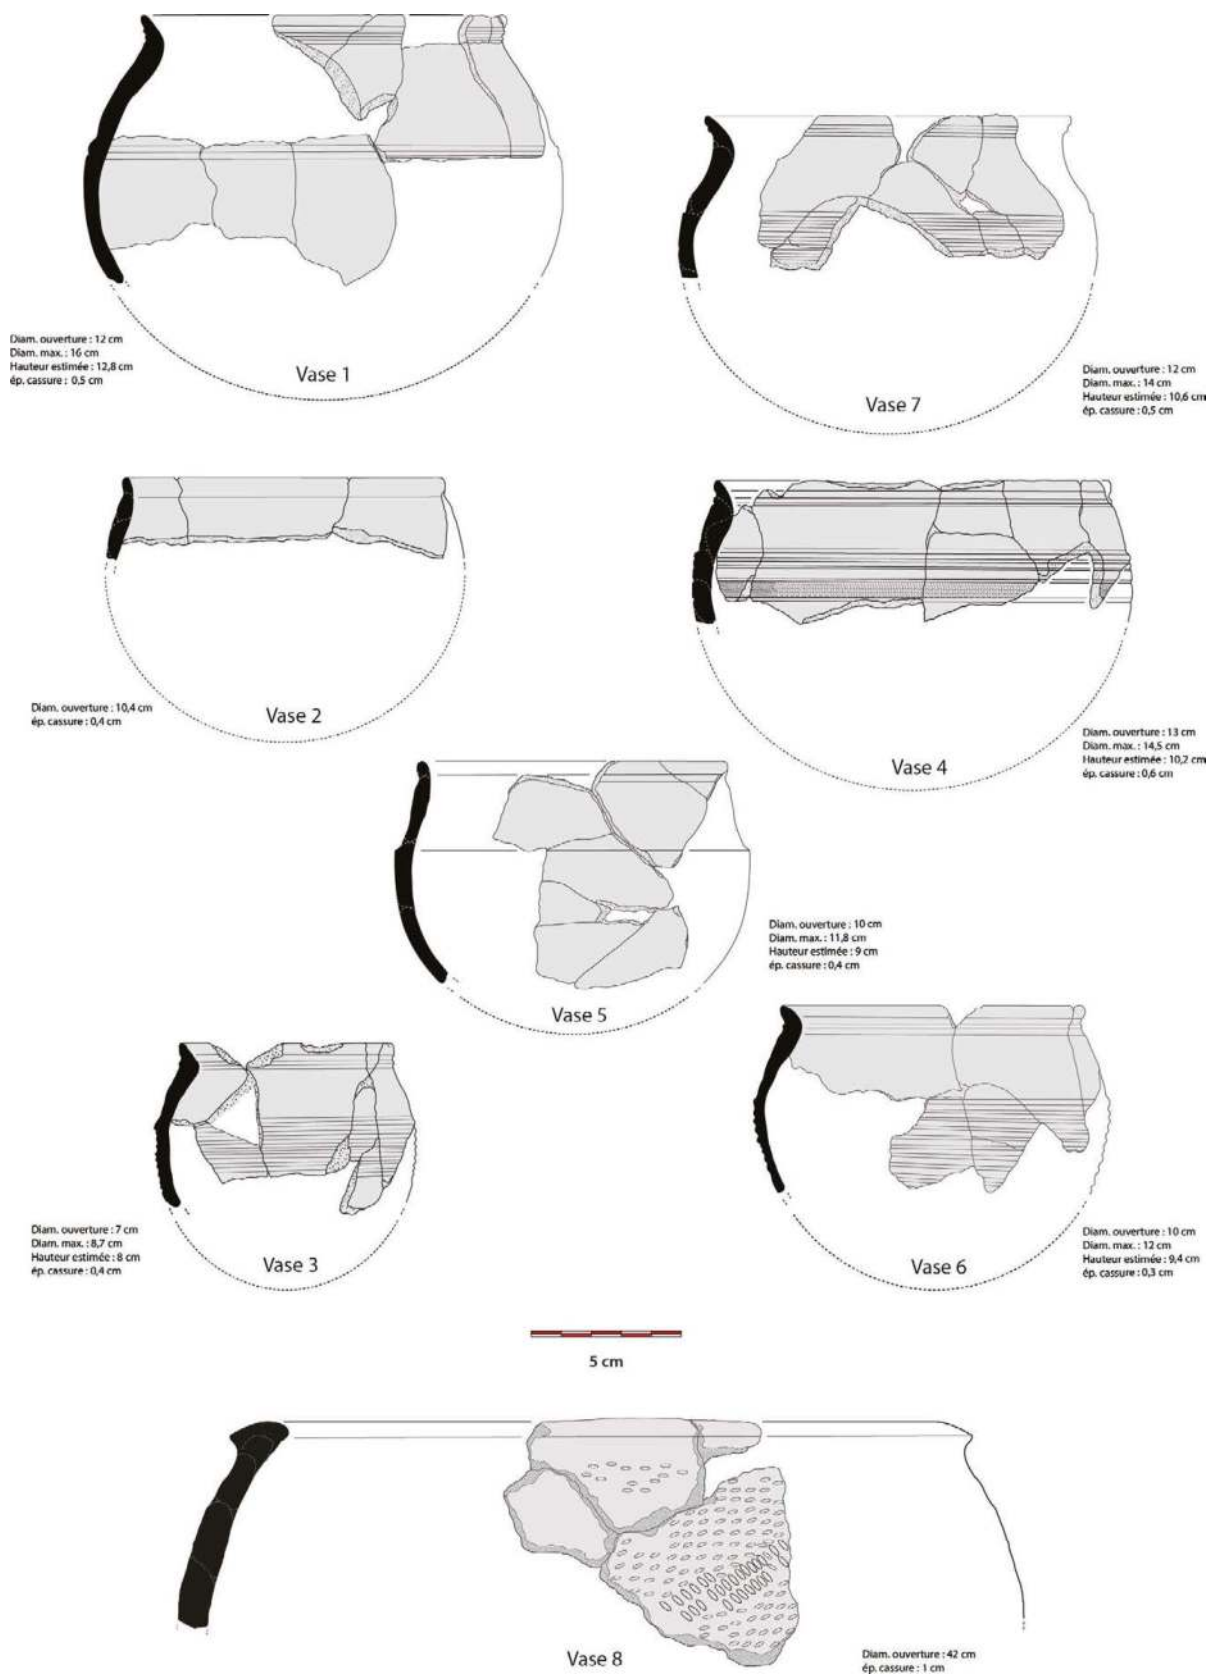 Diam. ouverture : 12 cm
Diam. max. : 16 cm
Hauteur estimée : 12,8 cm
ép. cassure : 0,5 cm
Vase 1
Diam. ouverture : 12 cm
Diam. max. : 14 cm
Hauteur estimée : 10,6 cm
ép. cassure : 0,5 cm
Vase 7
Diam. ouverture : 10,4 cm
ép. cassure : 0,4 cm
Vase 2
Diam. ouverture : 13 cm
Diam. max. : 14,5 cm
Hauteur estimée : 10,2 cm
ép. cassure : 0,6 cm
Vase 4
Diam. ouverture : 10 cm
Diam. max. : 11,8 cm
Hauteur estimée : 9 cm
ép. cassure : 0,4 cm
Vase 5
Diam. ouverture : 7 cm
Diam. max. : 8,7 cm
Hauteur estimée : 8 cm
ép. cassure : 0,4 cm
Vase 3
Diam. ouverture : 10 cm
Diam. max. : 12 cm
Hauteur estimée : 9,4 cm
ép. cassure : 0,3 cm
Vase 6
5 cm
Vase 8
Diam. ouverture : 42 cm
ép. cassure : 1 cm